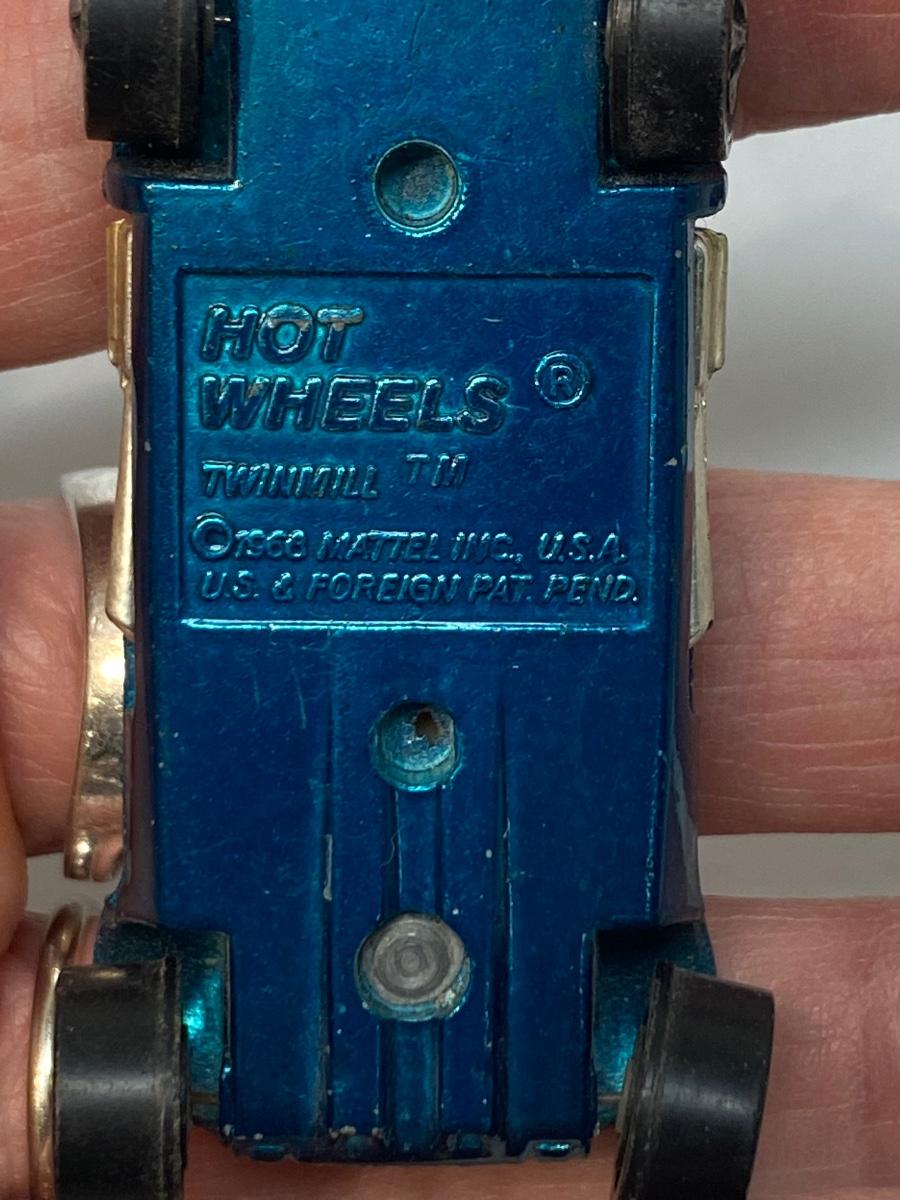 HOT
WHEELS ®
TWINMILL TM
©1968 MATTEL INC., U.S.A.
U.S. & FOREIGN PAT. PEND.